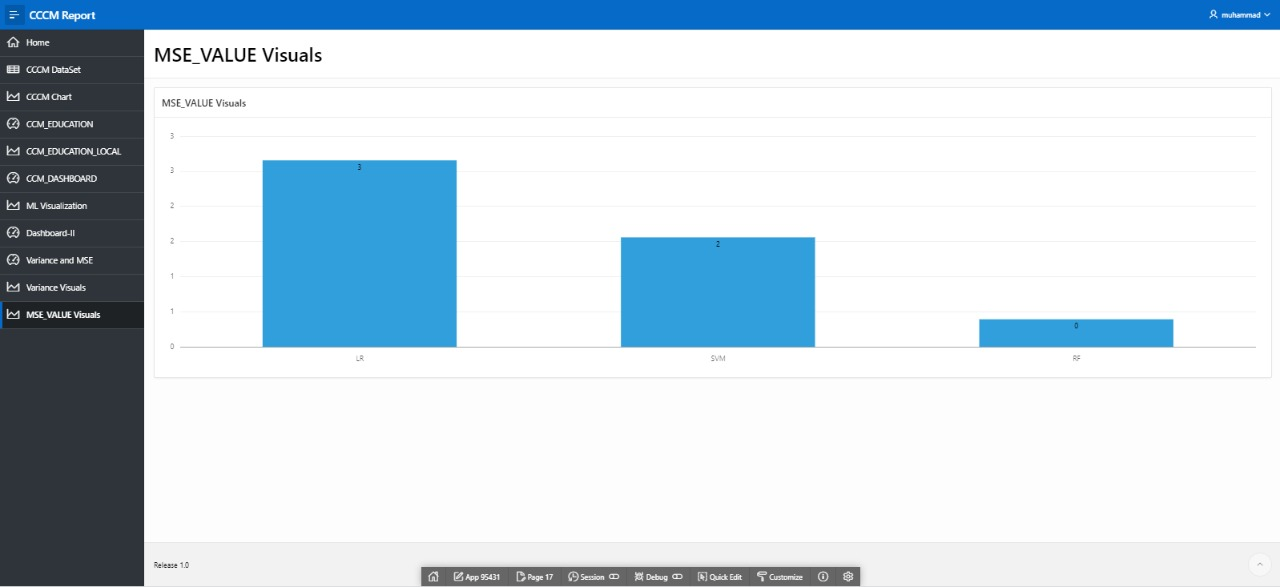 CCCM Report
muhammad
Home
CCCM DataSet
CCCM Chart
CCM_EDUCATION
CCM_EDUCATION_LOCAL
CCM_DASHBOARD
ML Visualization
Dashboard-II
Variance and MSE
Variance Visuals
MSE_VALUE Visuals
MSE_VALUE Visuals
MSE_VALUE Visuals
3
3
2
2
1
1
0
3
2
0
LR
SVM
RF
Release 1.0
App 95431
Page 17
Session
Debug
Quick Edit
Customize